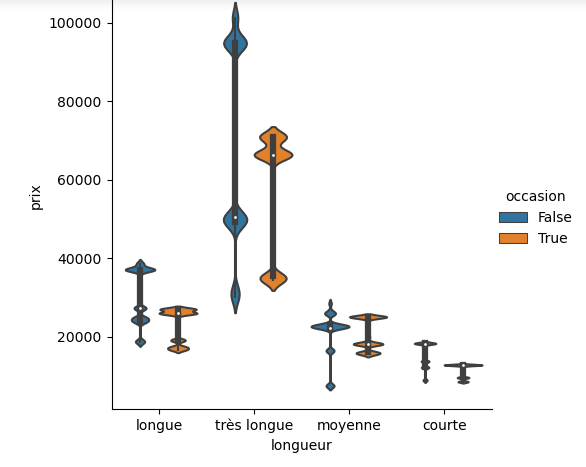 100000
80000
60000
40000
20000
prix
longue
très longue
moyenne
courte
longueur
occasion
False
True